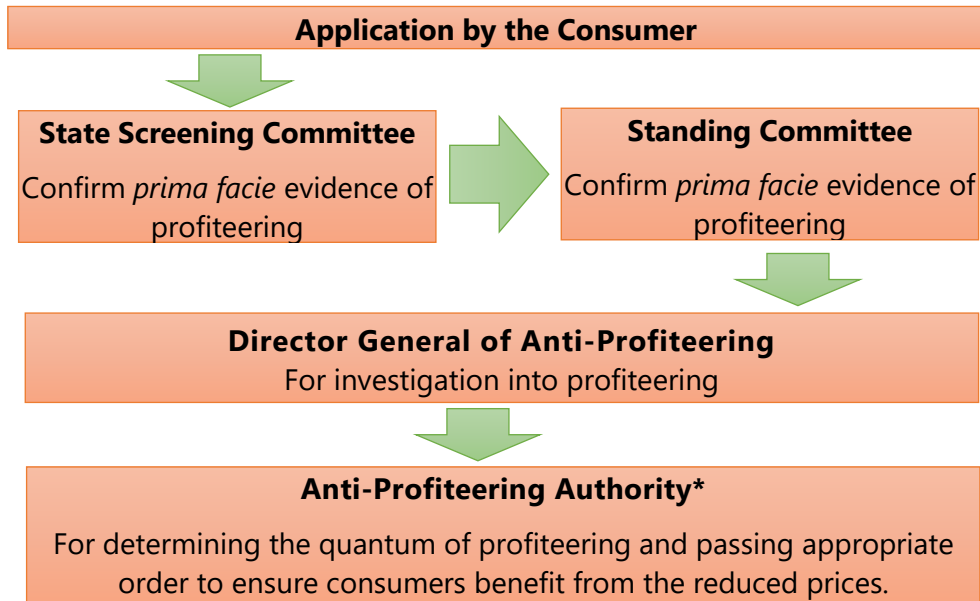 Application by the Consumer
State Screening Committee
Confirm prima facie evidence of
profiteering
Standing Committee
Confirm prima facie evidence of
profiteering
Director General of Anti-Profiteering
For investigation into profiteering
Anti-Profiteering Authority*
For determining the quantum of profiteering and passing appropriate
order to ensure consumers benefit from the reduced prices.